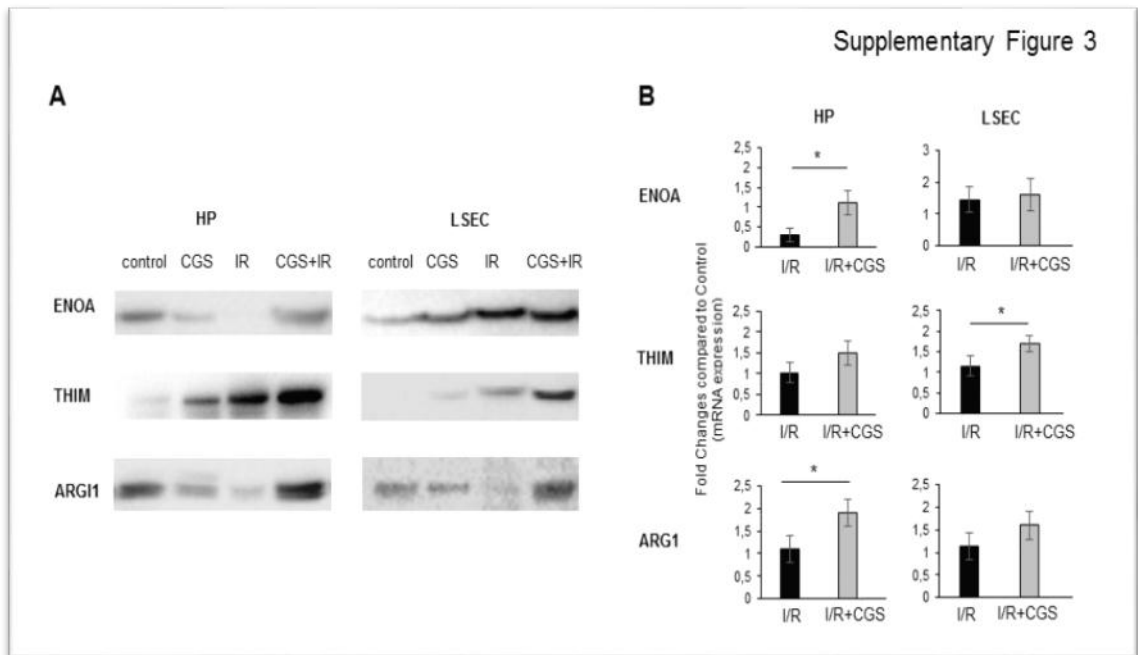 Supplementary Figure 3
A
HP
LSEC
control CGS IR CGS+IR
control CGS IR CGS+IR
ENOA
THIM
ARGI1
B
HP
LSEC
Fold Changes compared to Control
(mRNA expression)
ENOA
2,5
2
1,5
1
0,5
0
*
I/R I/R+CGS
3
2
1
0
I/R I/R+CGS
THIM
2,5
2
1,5
1
0,5
0
I/R I/R+CGS
2,5
2
1,5
1
0,5
0
*
I/R I/R+CGS
ARG1
2,5
2
1,5
1
0,5
0
*
I/R I/R+CGS
2,5
2
1,5
1
0,5
0
I/R I/R+CGS